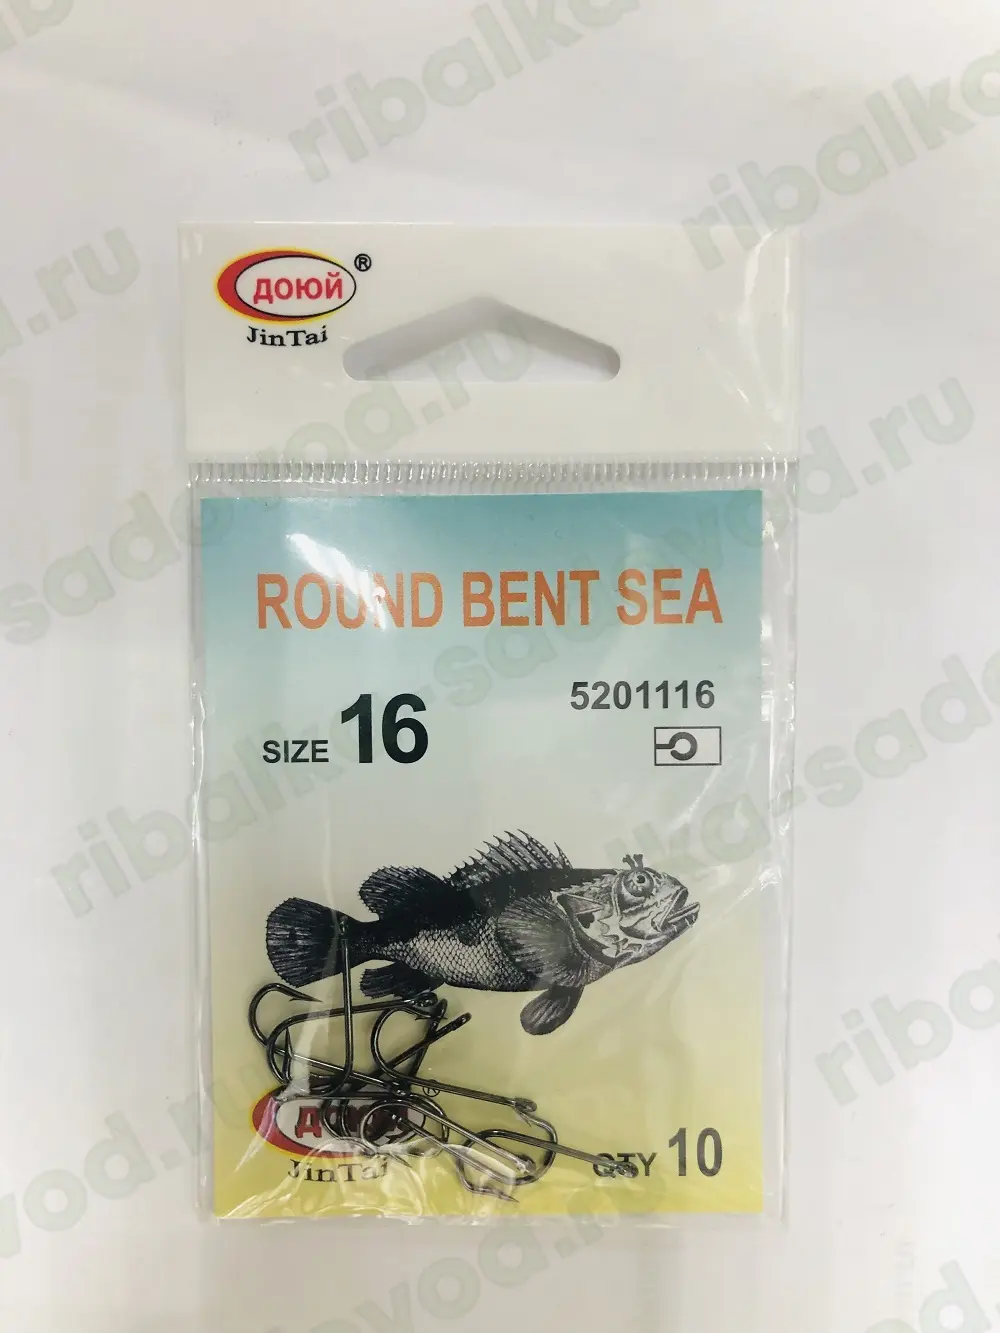 ДОЮЙ®
JinTai
ROUND BENT SEA
5201116
SIZE 16
ДОЮЙ®
JinTai
QTY 10
ribalka-sadovod.ru